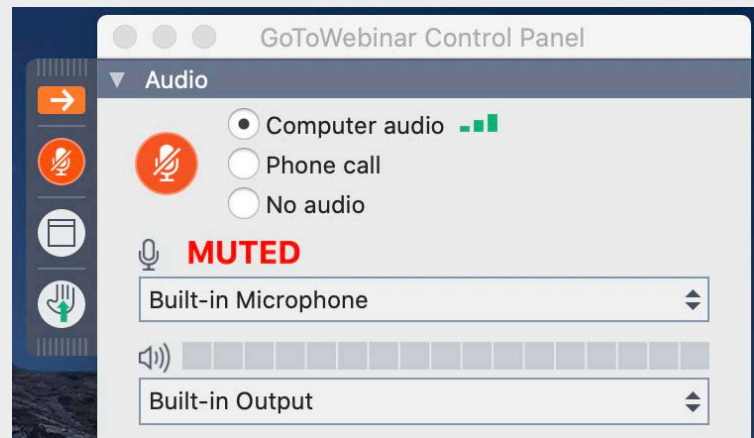 GoToWebinar Control Panel
Audio
Computer audio
Phone call
No audio
MUTED
Built-in Microphone
Built-in Output